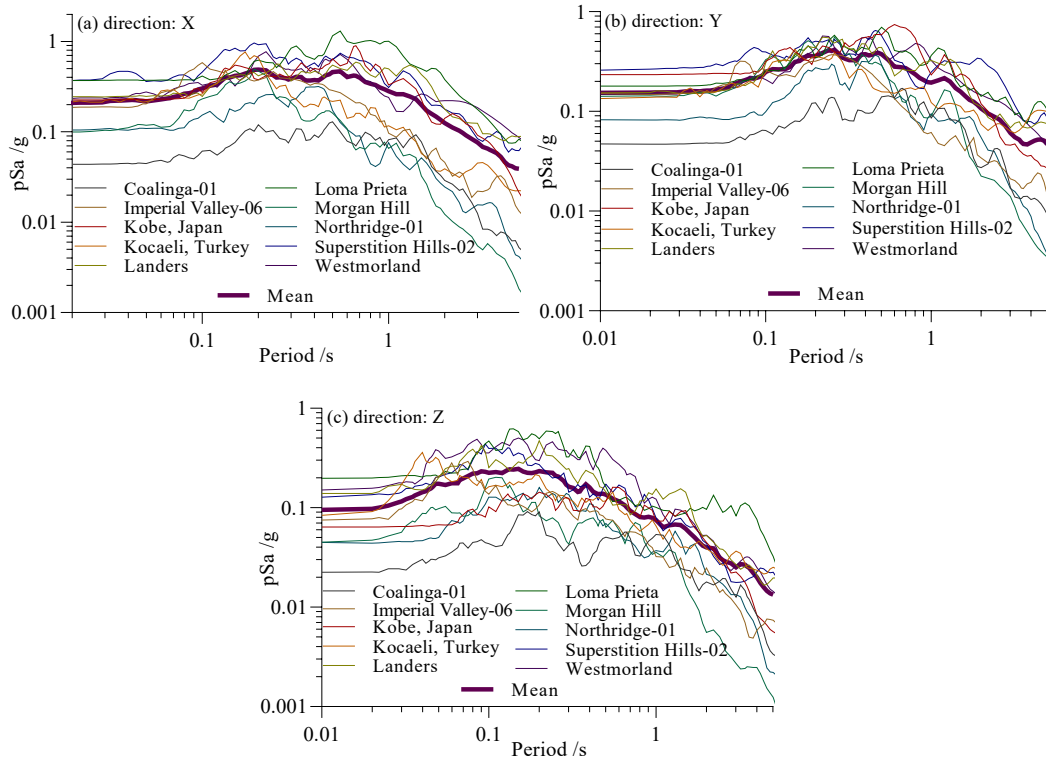 (a) direction: X
1
0.1
0.01
0.001
pSa /g
Coalinga-01
Imperial Valley-06
Kobe, Japan
Kocaeli, Turkey
Landers
Loma Prieta
Morgan Hill
Northridge-01
Superstition Hills-02
Westmorland
Mean
0.1
1
Period /s
(b) direction: Y
1
0.1
0.01
0.001
pSa /g
Coalinga-01
Imperial Valley-06
Kobe, Japan
Kocaeli, Turkey
Landers
Loma Prieta
Morgan Hill
Northridge-01
Superstition Hills-02
Westmorland
Mean
0.01
0.1
1
Period /s
(c) direction: Z
1
0.1
0.01
0.001
pSa /g
Coalinga-01
Imperial Valley-06
Kobe, Japan
Kocaeli, Turkey
Landers
Loma Prieta
Morgan Hill
Northridge-01
Superstition Hills-02
Westmorland
Mean
0.01
0.1
1
Period /s